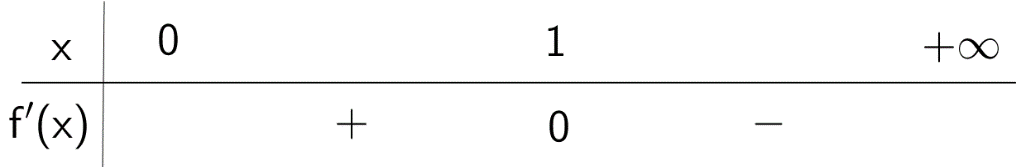 x 0 1 +∞
f′(x) + 0 −